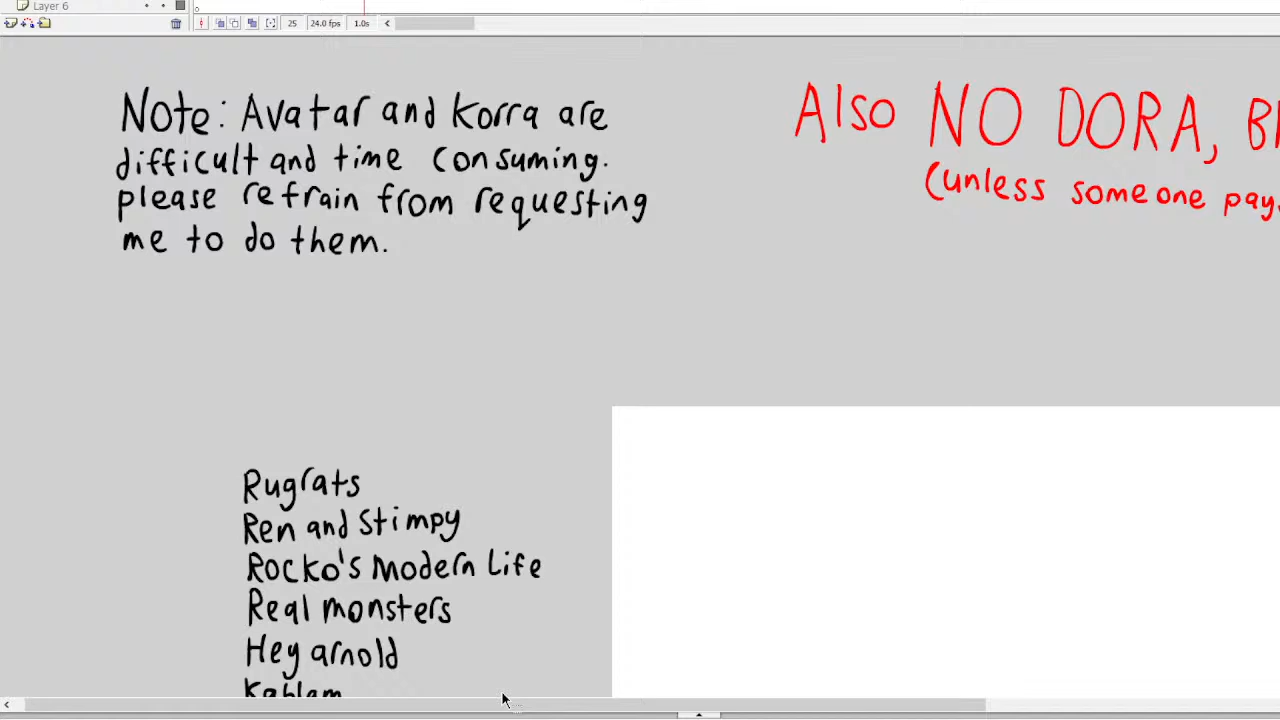 Layer 6
25 24.0 fps 1.0s
Note: Avatar and Korra are
difficult and time consuming.
please refrain from requesting
me to do them.
Also NO DORA,
(unless someone pays
Rugrats
Ren and Stimpy
Rocko's Modern Life
Real monsters
Hey arnold
Kablam